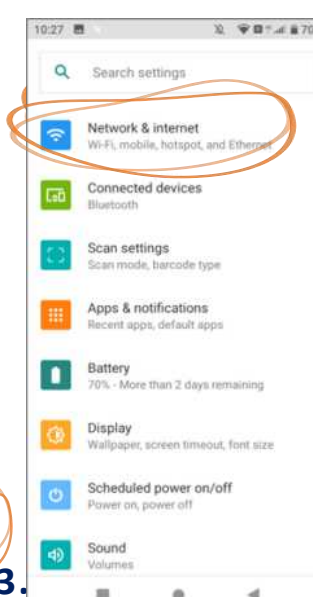 10:27 70
Search settings
Network & internet
Wi-Fi, mobile, hotspot, and Ethernet
Connected devices
Bluetooth
Scan settings
Scan mode, barcode type
Apps & notifications
Recent apps, default apps
Battery
70% - More than 2 days remaining
Display
Wallpaper, screen timeout, font size
Scheduled power on/off
Power on, power off
Sound
Volumes
3.